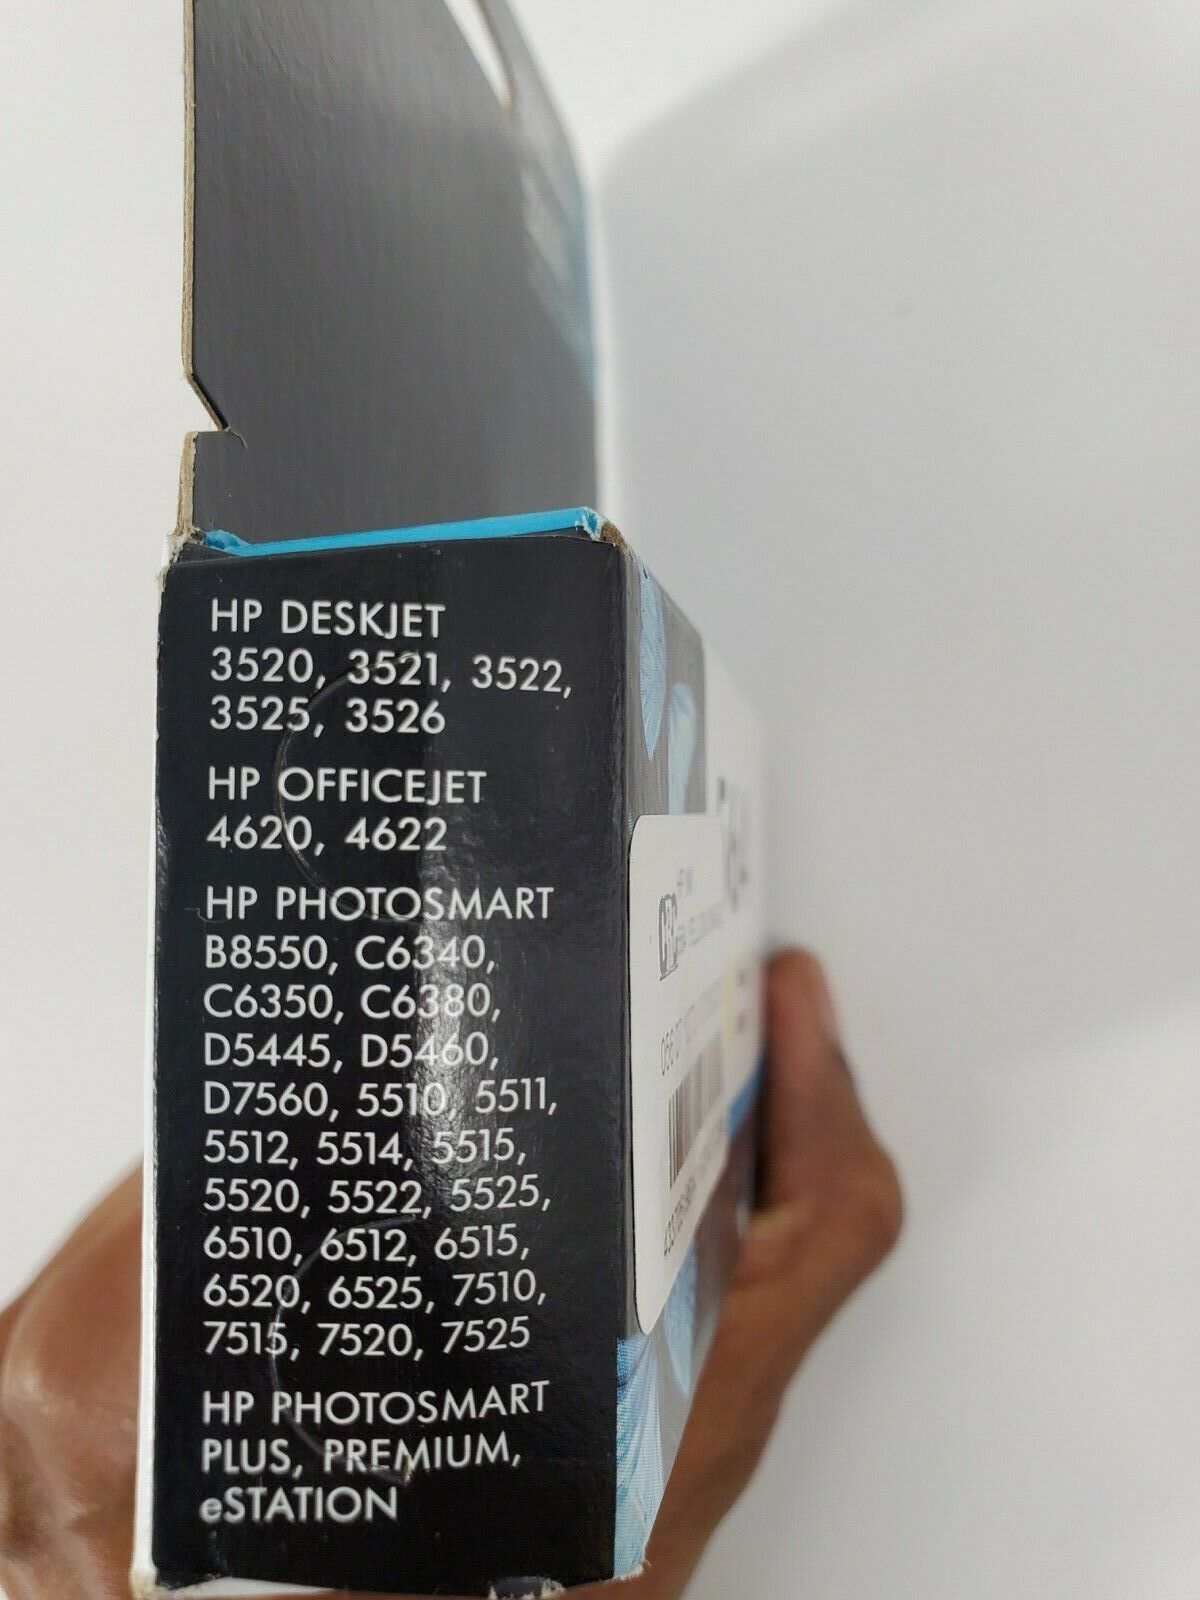 HP DESKJET
3520, 3521, 3522,
3525, 3526
HP OFFICEJET
4620, 4622
HP PHOTOSMART
B8550, C6340,
C6350, C6380,
D5445, D5460,
D7560, 5510, 5511,
5512, 5514, 5515,
5520, 5522, 5525,
6510, 6512, 6515,
6520, 6525, 7510,
7515, 7520, 7525
HP PHOTOSMART
PLUS, PREMIUM,
eSTATION